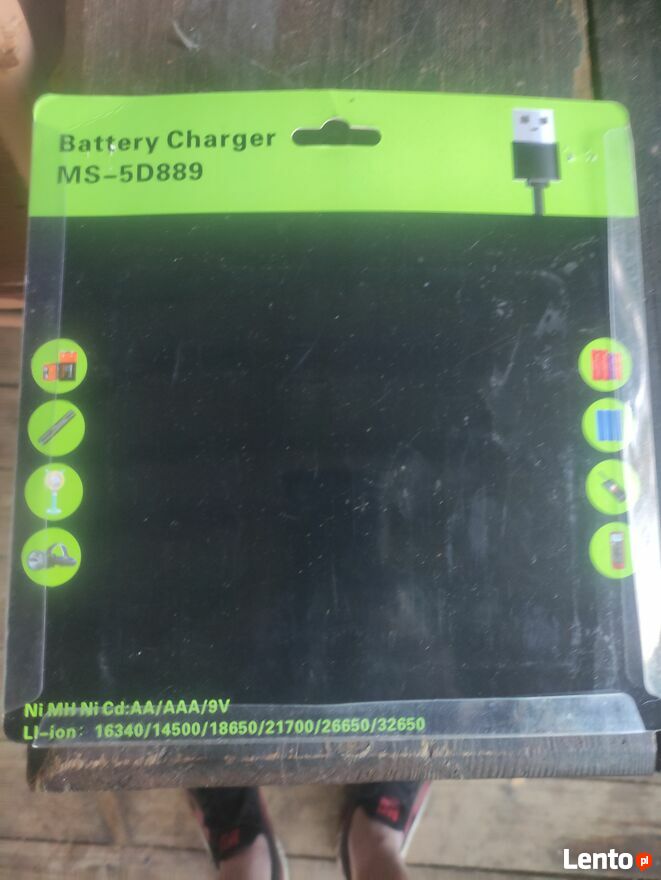 Battery Charger
MS-5D889
Ni MH Ni Cd:AA/AAA/9V
LI-ion: 16340/14500/18650/21700/26650/32650
Lento.pl